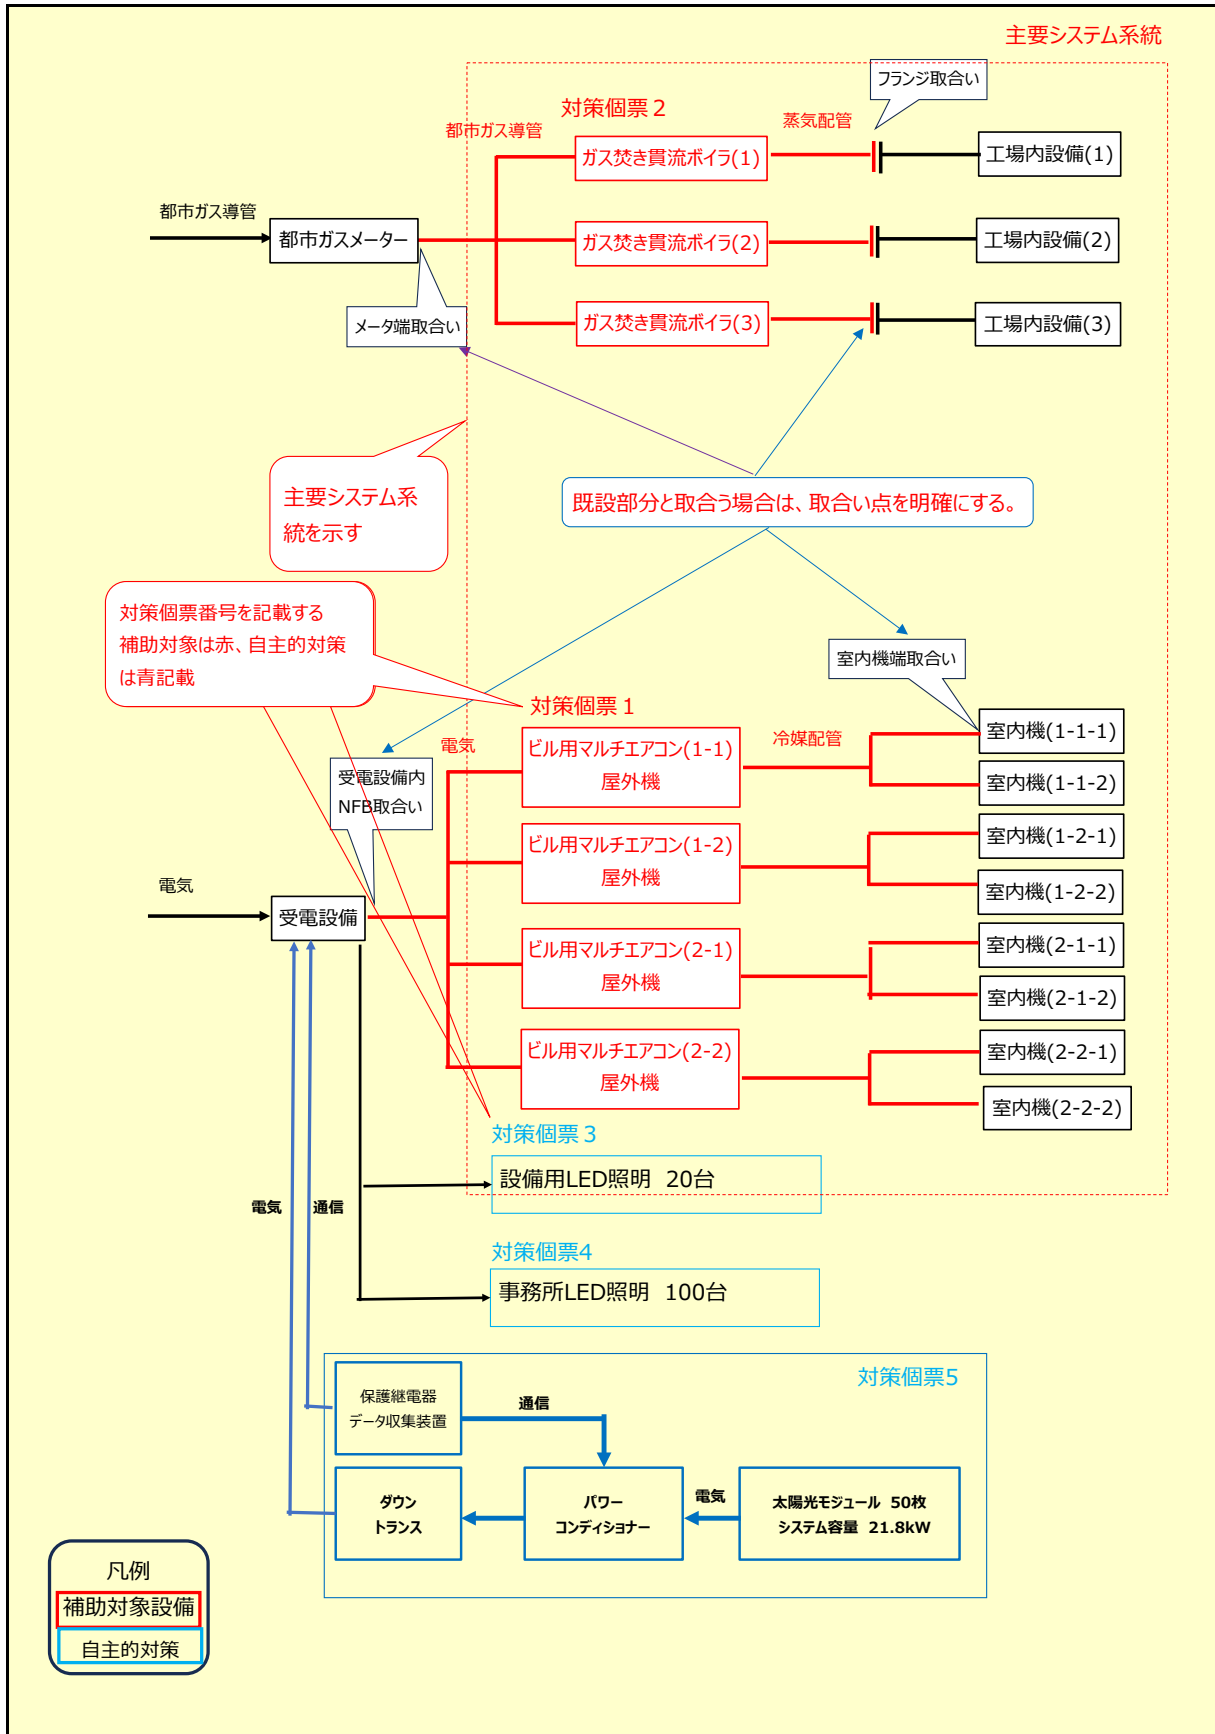 主要システム系統
フランジ取合い
対策個票２
都市ガス導管
蒸気配管
ガス焚き貫流ボイラ(1)
工場内設備(1)
都市ガス導管
都市ガスメーター
ガス焚き貫流ボイラ(2)
工場内設備(2)
メータ端取合い
ガス焚き貫流ボイラ(3)
工場内設備(3)
主要システム系
統を示す
既設部分と取合う場合は、取合い点を明確にする。
対策個票番号を記載する
補助対象は赤、自主的対策
は青記載
室内機端取合い
対策個票１
電気
冷媒配管
受電設備内
NFB取合い
ビル用マルチエアコン(1-1)
屋外機
室内機(1-1-1)
室内機(1-1-2)
ビル用マルチエアコン(1-2)
屋外機
室内機(1-2-1)
室内機(1-2-2)
電気
受電設備
ビル用マルチエアコン(2-1)
屋外機
室内機(2-1-1)
室内機(2-1-2)
ビル用マルチエアコン(2-2)
屋外機
室内機(2-2-1)
室内機(2-2-2)
対策個票３
設備用LED照明 20台
電気
通信
対策個票4
事務所LED照明 100台
対策個票5
保護継電器
データ収集装置
通信
ダウン
トランス
パワー
コンディショナー
電気
太陽光モジュール 50枚
システム容量 21.8kW
凡例
補助対象設備
自主的対策